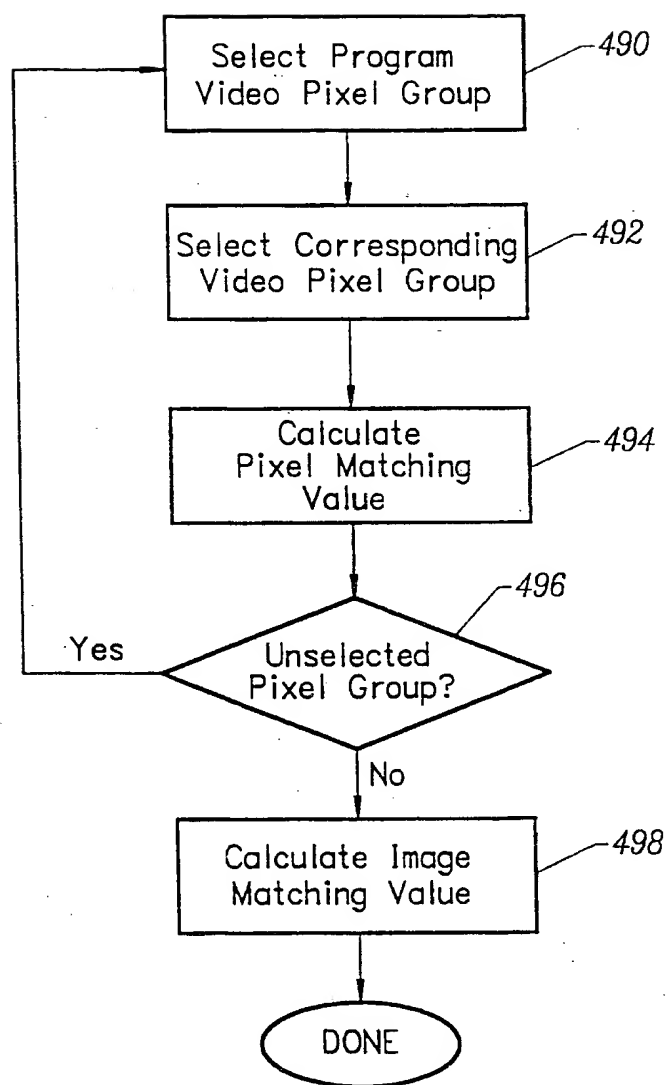 Select Program
Video Pixel Group
490
Select Corresponding
Video Pixel Group
492
Calculate
Pixel Matching
Value
494
496
Yes
Unselected
Pixel Group?
No
Calculate Image
Matching Value
498
DONE